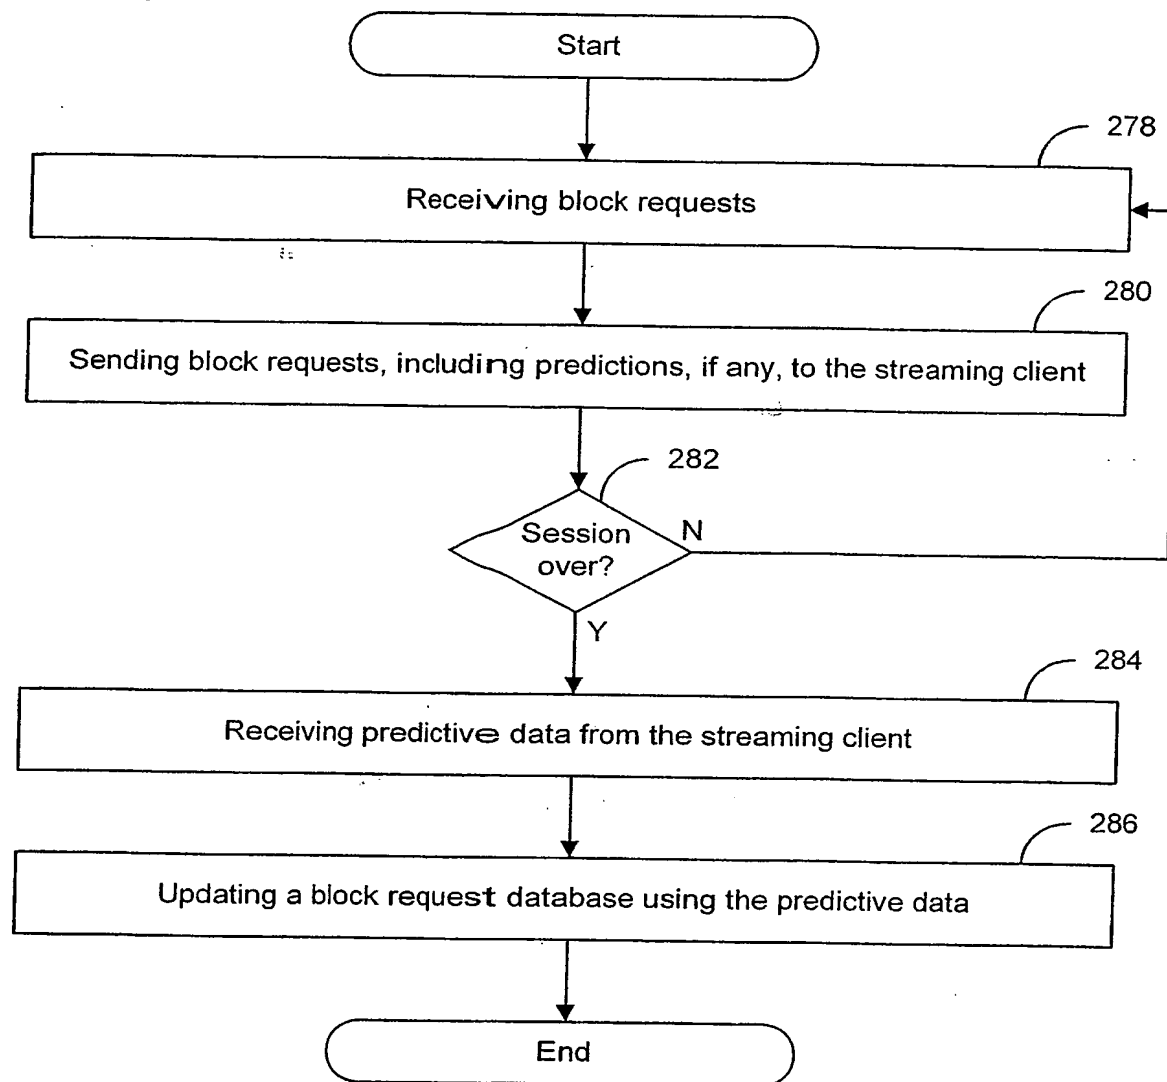 Start
278
Receiving block requests
280
Sending block requests, including predictions, if any, to the streaming client
282
Session
over?
N
Y
284
Receiving predictive data from the streaming client
286
Updating a block request database using the predictive data
End